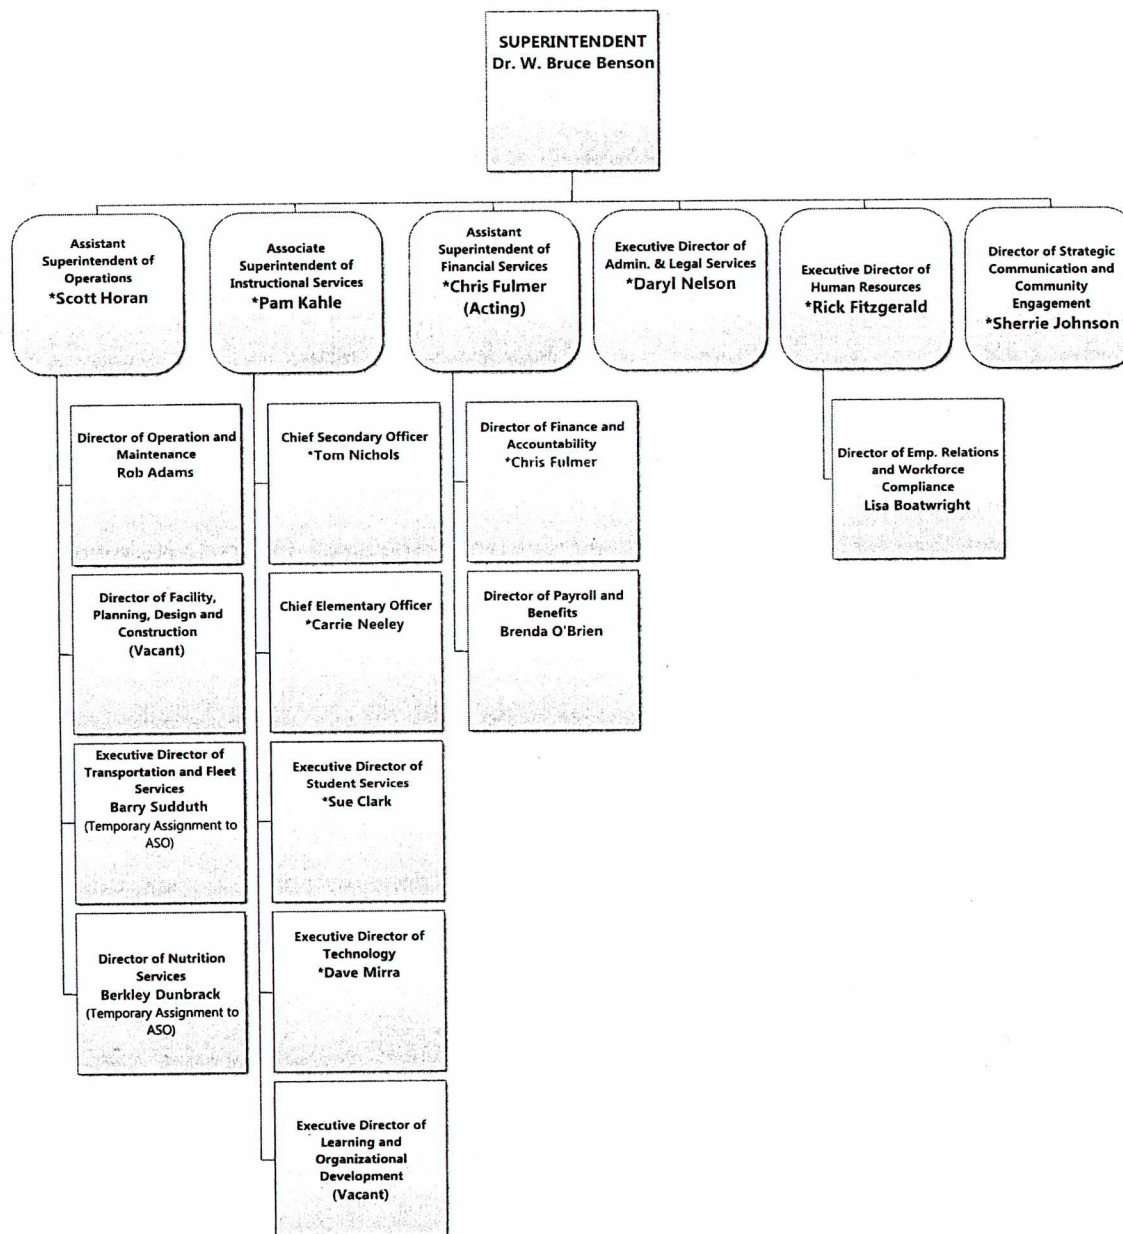 SUPERINTENDENT
Dr. W. Bruce Benson
Assistant
Superintendent of
Operations
*Scott Horan
Associate
Superintendent of
Instructional Services
*Pam Kahle
Assistant
Superintendent of
Financial Services
*Chris Fulmer
(Acting)
Executive Director of
Admin. & Legal Services
*Daryl Nelson
Executive Director of
Human Resources
*Rick Fitzgerald
Director of Strategic
Communication and
Community
Engagement
*Sherrie Johnson
Director of Operation and
Maintenance
Rob Adams
Director of Facility,
Planning, Design and
Construction
(Vacant)
Executive Director of
Transportation and Fleet
Services
Barry Sudduth
(Temporary Assignment to
ASO)
Director of Nutrition
Services
Berkley Dunbrack
(Temporary Assignment to
ASO)
Chief Secondary Officer
*Tom Nichols
Chief Elementary Officer
*Carrie Neeley
Executive Director of
Student Services
*Sue Clark
Executive Director of
Technology
*Dave Mirra
Executive Director of
Learning and
Organizational
Development
(Vacant)
Director of Finance and
Accountability
*Chris Fulmer
Director of Payroll and
Benefits
Brenda O'Brien
Director of Emp. Relations
and Workforce
Compliance
Lisa Boatwright